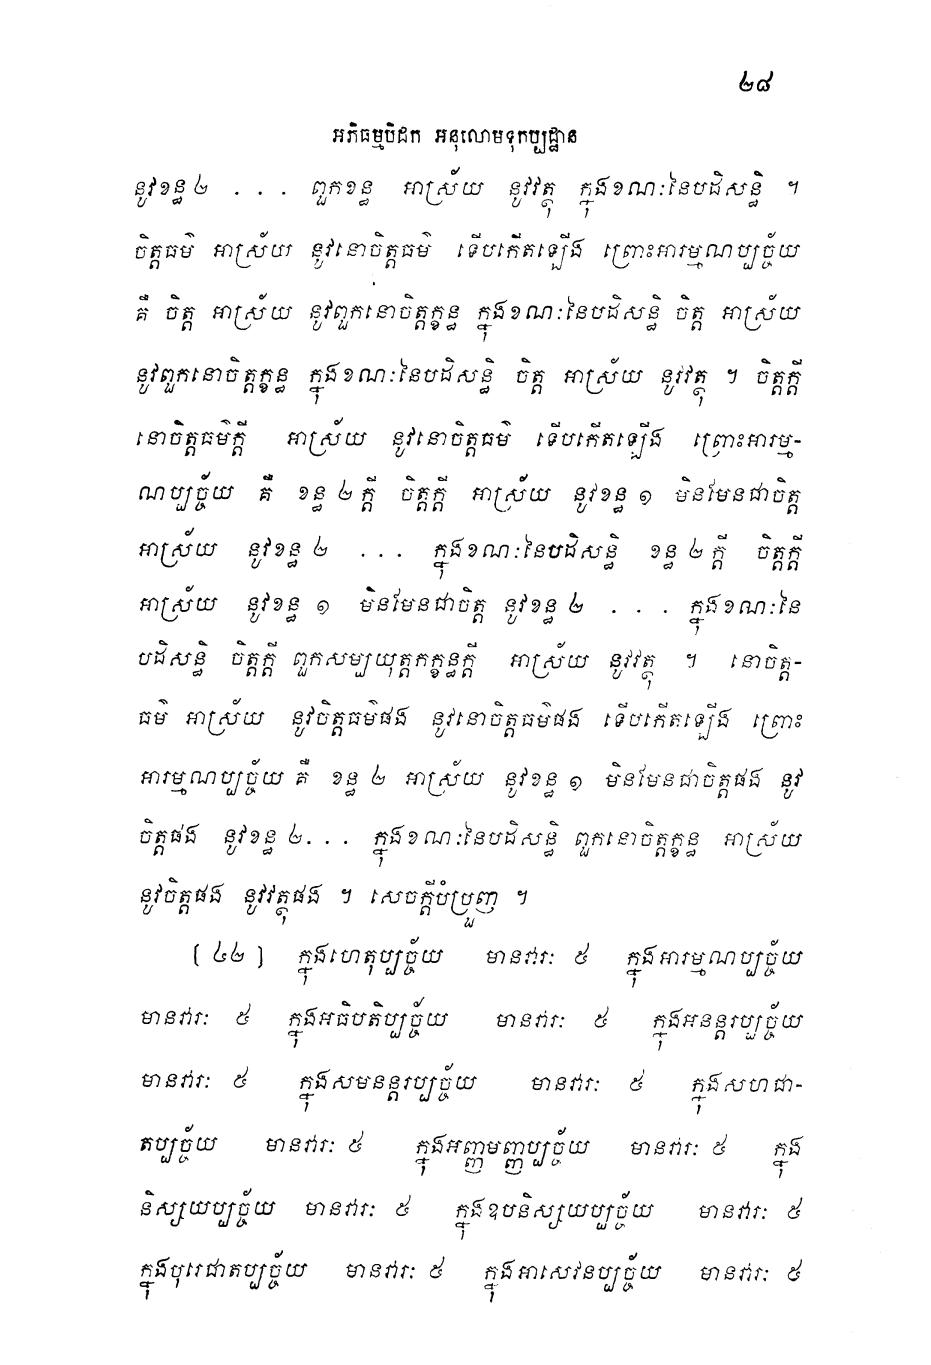 ២៨
អភិធម្មបិដក អនុលោមទុកប្បដ្ឋាន
នូវខន្ធ ២ . . . ពួកខន្ធ អាស្រ័យ នូវវត្ថុ ក្នុងខណៈនៃបដិសន្ធិ ។
ចិត្តធម៌ អាស្រ័យ នូវនោចិត្តធម៌ ទើបកើតឡើង ព្រោះអារម្មណប្បច្ច័យ
គឺ ចិត្ត អាស្រ័យ នូវពួកនោចិត្តក្ខន្ធ ក្នុងខណៈនៃបដិសន្ធិ ចិត្ត អាស្រ័យ
នូវពួកនោចិត្តក្ខន្ធ ក្នុងខណៈនៃបដិសន្ធិ ចិត្ត អាស្រ័យ នូវវត្ថុ ។ ចិត្តក្តី
នោចិត្តធម៌ក្តី អាស្រ័យ នូវនោចិត្តធម៌ ទើបកើតឡើង ព្រោះអារម្ម-
ណប្បច្ច័យ គឺ ខន្ធ ២ ក្តី ចិត្តក្តី អាស្រ័យ នូវខន្ធ ១ មិនមែនជាចិត្ត
អាស្រ័យ នូវខន្ធ ២ . . . ក្នុងខណៈនៃបដិសន្ធិ ខន្ធ ២ ក្តី ចិត្តក្តី
អាស្រ័យ នូវខន្ធ ១ មិនមែនជាចិត្ត នូវខន្ធ ២ . . . ក្នុងខណៈនៃ
បដិសន្ធិ ចិត្តក្តី ពួកសម្បយុត្តកក្ខន្ធក្តី អាស្រ័យ នូវវត្ថុ ។ នោចិត្ត-
ធម៌ អាស្រ័យ នូវចិត្តធម៌ផង នូវនោចិត្តធម៌ផង ទើបកើតឡើង ព្រោះ
អារម្មណប្បច្ច័យ គឺ ខន្ធ ២ អាស្រ័យ នូវខន្ធ ១ មិនមែនជាចិត្តផង នូវ
ចិត្តផង នូវខន្ធ ២. . . ក្នុងខណៈនៃបដិសន្ធិ ពួកនោចិត្តក្ខន្ធ អាស្រ័យ
នូវចិត្តផង នូវវត្ថុផង ។ សេចក្តីបំប្រួញ ។
[ ៤២ ] ក្នុងហេតុប្បច្ច័យ មានវារៈ ៥ ក្នុងអារម្មណប្បច្ច័យ
មានវារៈ ៥ ក្នុងអធិបតិប្បច្ច័យ មានវារៈ ៥ ក្នុងអនន្តរប្បច្ច័យ
មានវារៈ ៥ ក្នុងសមនន្តរប្បច្ច័យ មានវារៈ ៥ ក្នុងសហជា-
តប្បច្ច័យ មានវារៈ ៥ ក្នុងអញ្ញាមញ្ញប្បច្ច័យ មានវារៈ ៥ ក្នុង
និស្សយប្បច្ច័យ មានវារៈ ៥ ក្នុងឧបនិស្សយប្បច្ច័យ មានវារៈ ៥
ក្នុងបុរេជាតប្បច្ច័យ មានវារៈ ៥ ក្នុងអាសេវនប្បច្ច័យ មានវារៈ ៥